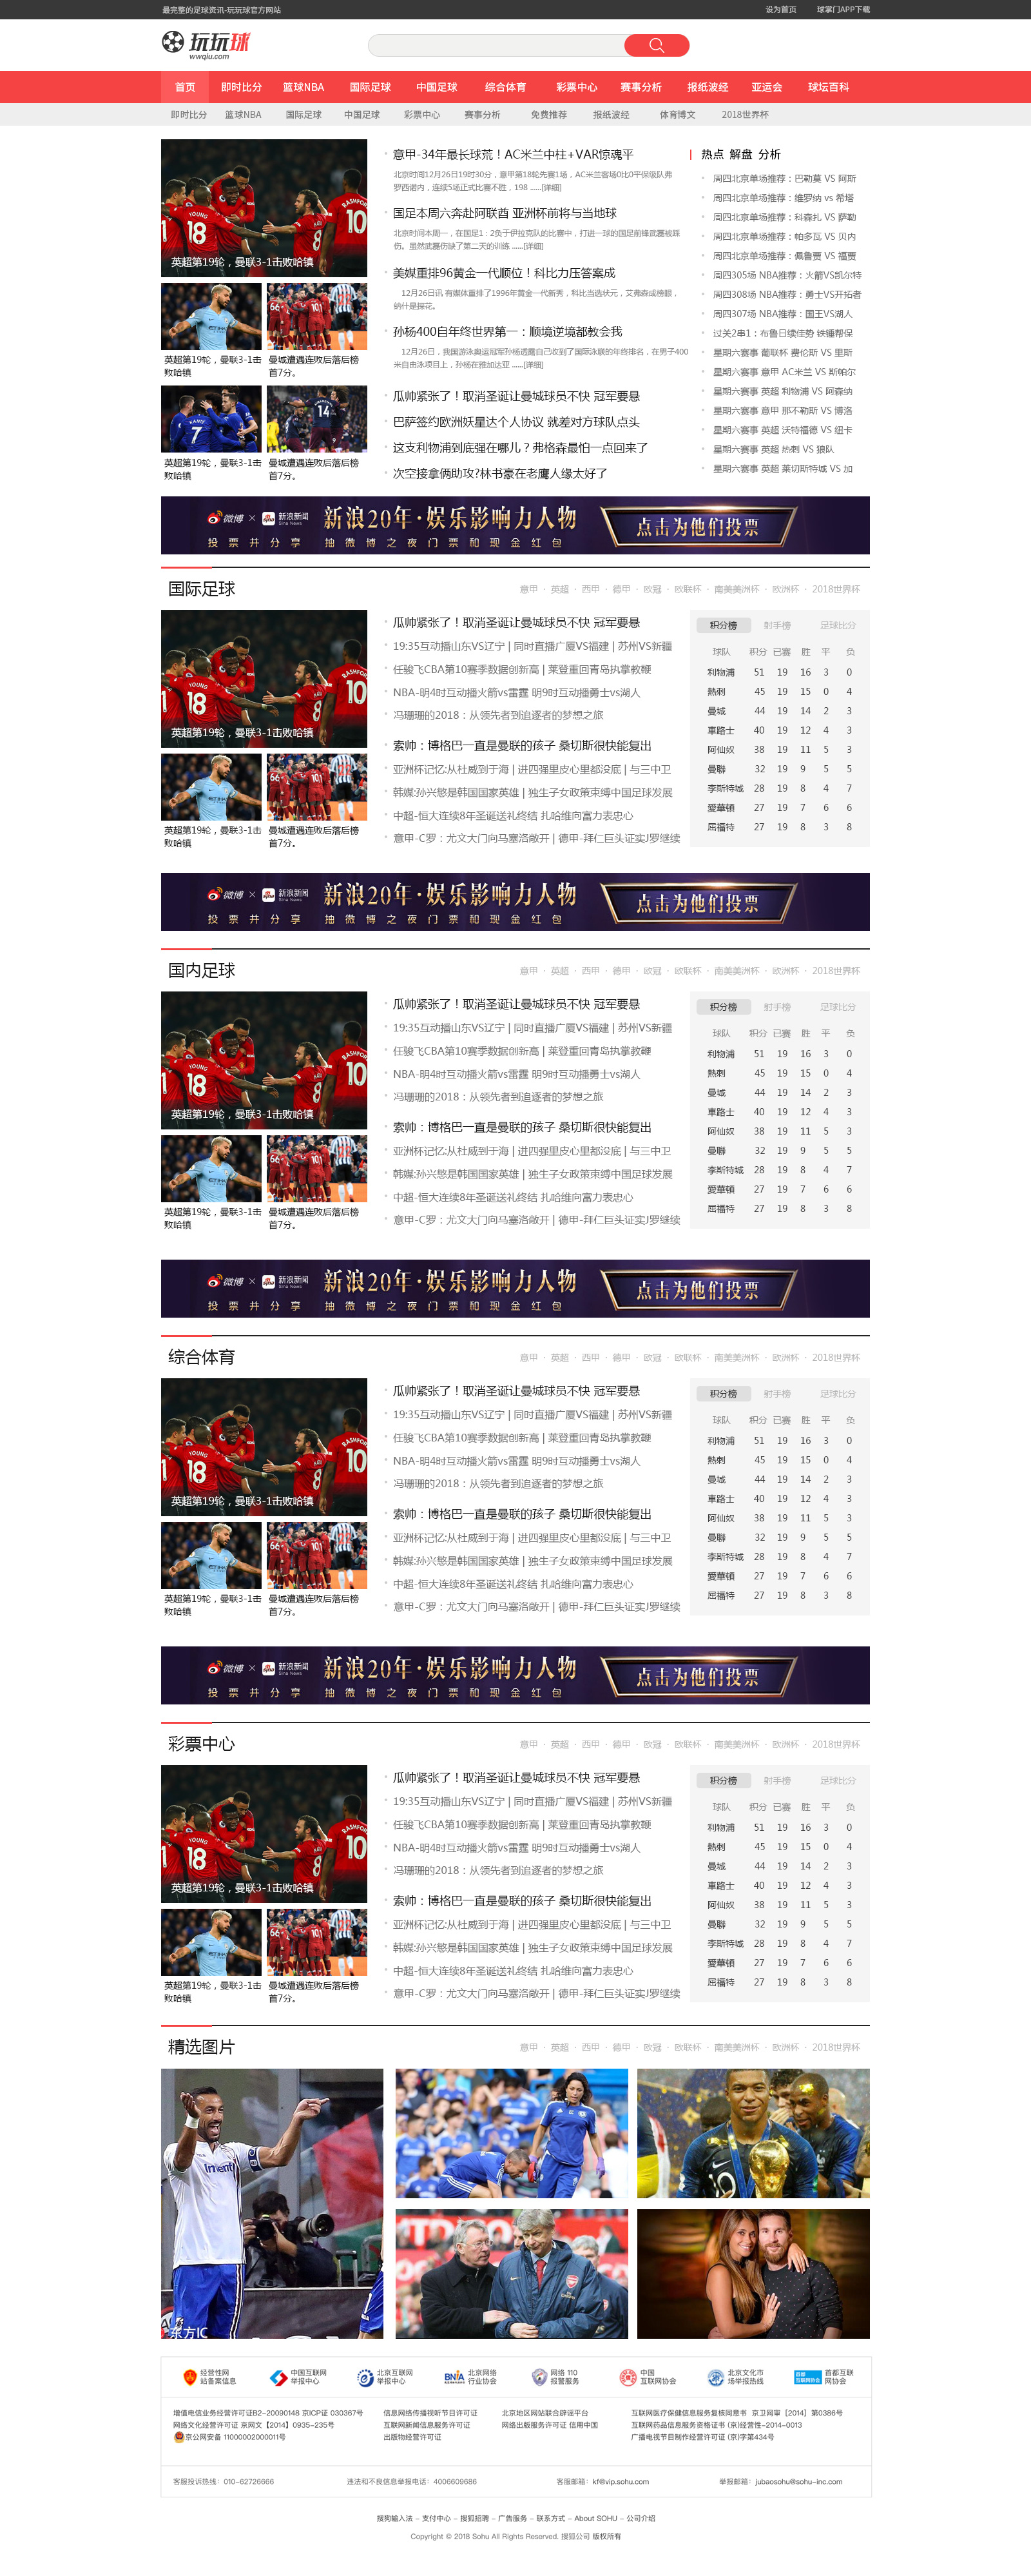 最完整的足球资讯-玩玩球官方网站
设为首页 球掌门APP下载
玩玩球
wwqiu.com
首页 即时比分 篮球NBA 国际足球 中国足球 综合体育 彩票中心 赛事分析 报纸波经 亚运会 球坛百科
即时比分 篮球NBA 国际足球 中国足球 彩票中心 赛事分析 免费推荐 报纸波经 体育博文 2018世界杯
英超第19轮，曼联3-1击败哈镇
英超第19轮，曼联3-1击
败哈镇
曼城遭遇连败后落后榜
首7分。
英超第19轮，曼联3-1击
败哈镇
曼城遭遇连败后落后榜
首7分。
意甲-34年最长球荒！AC米兰中柱+VAR惊魂平
北京时间12月26日19时30分，意甲第18轮先赛1场，AC米兰客场0比0平保级队弗
罗西诺内，连续5场正式比赛不胜，198 ......[详细]
国足本周六奔赴阿联酋 亚洲杯前将与当地球
北京时间本周一，在国足1：2负于伊拉克队的比赛中，打进一球的国足前锋武磊被踩
伤。虽然武磊伤缺了第二天的训练 ......[详细]
美媒重排96黄金一代顺位！科比力压答案成
12月26日讯 有媒体重排了1996年黄金一代新秀，科比当选状元，艾弗森成榜眼，
纳什是探花。
孙杨400自年终世界第一：顺境逆境都教会我
12月26日，我国游泳奥运冠军孙杨透露自己收到了国际泳联的年终排名，在男子400
米自由泳项目上，孙杨在雅加达亚 ......[详细]
瓜帅紧张了！取消圣诞让曼城球员不快 冠军要悬
巴萨签约欧洲妖星达个人协议 就差对方球队点头
这支利物浦到底强在哪儿？弗格森最怕一点回来了
次空接拿俩助攻?林书豪在老鹰人缘太好了
热点 解盘 分析
周四北京单场推荐：巴勒莫 VS 阿斯
周四北京单场推荐：维罗纳 vs 希塔
周四北京单场推荐：科森扎 VS 萨勒
周四北京单场推荐：帕多瓦 VS 贝内
周四北京单场推荐：佩鲁贾 VS 福贾
周四305场 NBA推荐：火箭VS凯尔特
周四308场 NBA推荐：勇士VS开拓者
周四307场 NBA推荐：国王VS湖人
过关2串1：布鲁日续佳势 铁锤帮保
星期六赛事 葡联杯 费伦斯 VS 里斯
星期六赛事 意甲 AC米兰 VS 斯帕尔
星期六赛事 英超 利物浦 VS 阿森纳
星期六赛事 意甲 那不勒斯 VS 博洛
星期六赛事 英超 沃特福德 VS 纽卡
星期六赛事 英超 热刺 VS 狼队
星期六赛事 英超 莱切斯特城 VS 加
微博 × 新浪新闻 Sina News 新浪20年·娱乐影响力人物 点击为他们投票
投票并分享 抽微博之夜门票和现金红包
国际足球
意甲 · 英超 · 西甲 · 德甲 · 欧冠 · 欧联杯 · 南美美洲杯 · 欧洲杯 · 2018世界杯
英超第19轮，曼联3-1击败哈镇
英超第19轮，曼联3-1击
败哈镇
曼城遭遇连败后落后榜
首7分。
瓜帅紧张了！取消圣诞让曼城球员不快 冠军要悬
19:35互动播山东VS辽宁 | 同时直播广厦VS福建 | 苏州VS新疆
任骏飞CBA第10赛季数据创新高 | 莱登重回青岛执掌教鞭
NBA-明4时互动播火箭vs雷霆 明9时互动播勇士vs湖人
冯珊珊的2018：从领先者到追逐者的梦想之旅
索帅：博格巴一直是曼联的孩子 桑切斯很快能复出
亚洲杯记忆:从杜威到于海 | 进四强里皮心里都没底 | 与三中卫
韩媒:孙兴慜是韩国国家英雄 | 独生子女政策束缚中国足球发展
中超-恒大连续8年圣诞送礼终结 扎哈维向富力表忠心
意甲-C罗：尤文大门向马塞洛敞开 | 德甲-拜仁巨头证实J罗继续
积分榜 射手榜 足球比分
球队 积分 已赛 胜 平 负
利物浦 51 19 16 3 0
熱刺 45 19 15 0 4
曼城 44 19 14 2 3
車路士 40 19 12 4 3
阿仙奴 38 19 11 5 3
曼聯 32 19 9 5 5
李斯特城 28 19 8 4 7
愛華頓 27 19 7 6 6
屈福特 27 19 8 3 8
微博 × 新浪新闻 Sina News 新浪20年·娱乐影响力人物 点击为他们投票
投票并分享 抽微博之夜门票和现金红包
国内足球
意甲 · 英超 · 西甲 · 德甲 · 欧冠 · 欧联杯 · 南美美洲杯 · 欧洲杯 · 2018世界杯
英超第19轮，曼联3-1击败哈镇
英超第19轮，曼联3-1击
败哈镇
曼城遭遇连败后落后榜
首7分。
瓜帅紧张了！取消圣诞让曼城球员不快 冠军要悬
19:35互动播山东VS辽宁 | 同时直播广厦VS福建 | 苏州VS新疆
任骏飞CBA第10赛季数据创新高 | 莱登重回青岛执掌教鞭
NBA-明4时互动播火箭vs雷霆 明9时互动播勇士vs湖人
冯珊珊的2018：从领先者到追逐者的梦想之旅
索帅：博格巴一直是曼联的孩子 桑切斯很快能复出
亚洲杯记忆:从杜威到于海 | 进四强里皮心里都没底 | 与三中卫
韩媒:孙兴慜是韩国国家英雄 | 独生子女政策束缚中国足球发展
中超-恒大连续8年圣诞送礼终结 扎哈维向富力表忠心
意甲-C罗：尤文大门向马塞洛敞开 | 德甲-拜仁巨头证实J罗继续
积分榜 射手榜 足球比分
球队 积分 已赛 胜 平 负
利物浦 51 19 16 3 0
熱刺 45 19 15 0 4
曼城 44 19 14 2 3
車路士 40 19 12 4 3
阿仙奴 38 19 11 5 3
曼聯 32 19 9 5 5
李斯特城 28 19 8 4 7
愛華頓 27 19 7 6 6
屈福特 27 19 8 3 8
微博 × 新浪新闻 Sina News 新浪20年·娱乐影响力人物 点击为他们投票
投票并分享 抽微博之夜门票和现金红包
综合体育
意甲 · 英超 · 西甲 · 德甲 · 欧冠 · 欧联杯 · 南美美洲杯 · 欧洲杯 · 2018世界杯
英超第19轮，曼联3-1击败哈镇
英超第19轮，曼联3-1击
败哈镇
曼城遭遇连败后落后榜
首7分。
瓜帅紧张了！取消圣诞让曼城球员不快 冠军要悬
19:35互动播山东VS辽宁 | 同时直播广厦VS福建 | 苏州VS新疆
任骏飞CBA第10赛季数据创新高 | 莱登重回青岛执掌教鞭
NBA-明4时互动播火箭vs雷霆 明9时互动播勇士vs湖人
冯珊珊的2018：从领先者到追逐者的梦想之旅
索帅：博格巴一直是曼联的孩子 桑切斯很快能复出
亚洲杯记忆:从杜威到于海 | 进四强里皮心里都没底 | 与三中卫
韩媒:孙兴慜是韩国国家英雄 | 独生子女政策束缚中国足球发展
中超-恒大连续8年圣诞送礼终结 扎哈维向富力表忠心
意甲-C罗：尤文大门向马塞洛敞开 | 德甲-拜仁巨头证实J罗继续
积分榜 射手榜 足球比分
球队 积分 已赛 胜 平 负
利物浦 51 19 16 3 0
熱刺 45 19 15 0 4
曼城 44 19 14 2 3
車路士 40 19 12 4 3
阿仙奴 38 19 11 5 3
曼聯 32 19 9 5 5
李斯特城 28 19 8 4 7
愛華頓 27 19 7 6 6
屈福特 27 19 8 3 8
微博 × 新浪新闻 Sina News 新浪20年·娱乐影响力人物 点击为他们投票
投票并分享 抽微博之夜门票和现金红包
彩票中心
意甲 · 英超 · 西甲 · 德甲 · 欧冠 · 欧联杯 · 南美美洲杯 · 欧洲杯 · 2018世界杯
英超第19轮，曼联3-1击败哈镇
英超第19轮，曼联3-1击
败哈镇
曼城遭遇连败后落后榜
首7分。
瓜帅紧张了！取消圣诞让曼城球员不快 冠军要悬
19:35互动播山东VS辽宁 | 同时直播广厦VS福建 | 苏州VS新疆
任骏飞CBA第10赛季数据创新高 | 莱登重回青岛执掌教鞭
NBA-明4时互动播火箭vs雷霆 明9时互动播勇士vs湖人
冯珊珊的2018：从领先者到追逐者的梦想之旅
索帅：博格巴一直是曼联的孩子 桑切斯很快能复出
亚洲杯记忆:从杜威到于海 | 进四强里皮心里都没底 | 与三中卫
韩媒:孙兴慜是韩国国家英雄 | 独生子女政策束缚中国足球发展
中超-恒大连续8年圣诞送礼终结 扎哈维向富力表忠心
意甲-C罗：尤文大门向马塞洛敞开 | 德甲-拜仁巨头证实J罗继续
积分榜 射手榜 足球比分
球队 积分 已赛 胜 平 负
利物浦 51 19 16 3 0
熱刺 45 19 15 0 4
曼城 44 19 14 2 3
車路士 40 19 12 4 3
阿仙奴 38 19 11 5 3
曼聯 32 19 9 5 5
李斯特城 28 19 8 4 7
愛華頓 27 19 7 6 6
屈福特 27 19 8 3 8
精选图片
意甲 · 英超 · 西甲 · 德甲 · 欧冠 · 欧联杯 · 南美美洲杯 · 欧洲杯 · 2018世界杯
东方IC
经营性网
站备案信息
中国互联网
举报中心
北京互联网
举报中心
北京网络
行业协会
网络 110
报警服务
中国
互联网协会
北京文化市
场举报热线
首都互联
网协会
增值电信业务经营许可证B2-20090148 京ICP证 030367号
网络文化经营许可证 京网文【2014】0935-235号
京公网安备 11000002000011号
信息网络传播视听节目许可证
互联网新闻信息服务许可证
出版物经营许可证
北京地区网站联合辟谣平台
网络出版服务许可证 信用中国
互联网医疗保健信息服务复核同意书 京卫网审［2014］第0386号
互联网药品信息服务资格证书 (京)经营性-2014-0013
广播电视节目制作经营许可证 (京)字第434号
客服投诉热线：010-62726666 违法和不良信息举报电话：4006609686 客服邮箱：kf@vip.sohu.com 举报邮箱：jubaosohu@sohu-inc.com
搜狗输入法 - 支付中心 - 搜狐招聘 - 广告服务 - 联系方式 - About SOHU - 公司介绍
Copyright © 2018 Sohu All Rights Reserved. 搜狐公司 版权所有